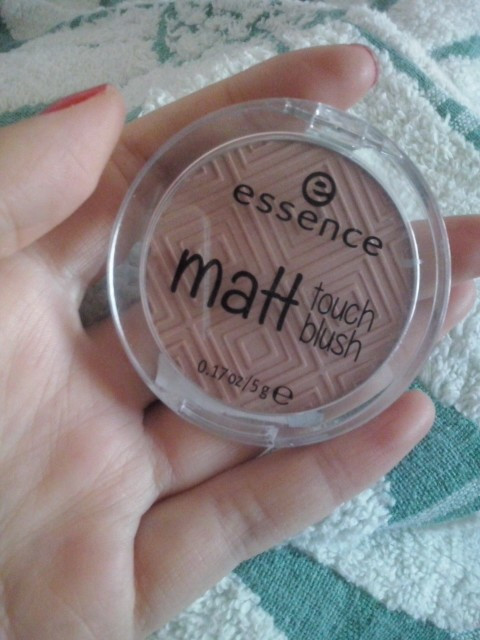 essence
matt touch
blush
0.17 oz/5 g e